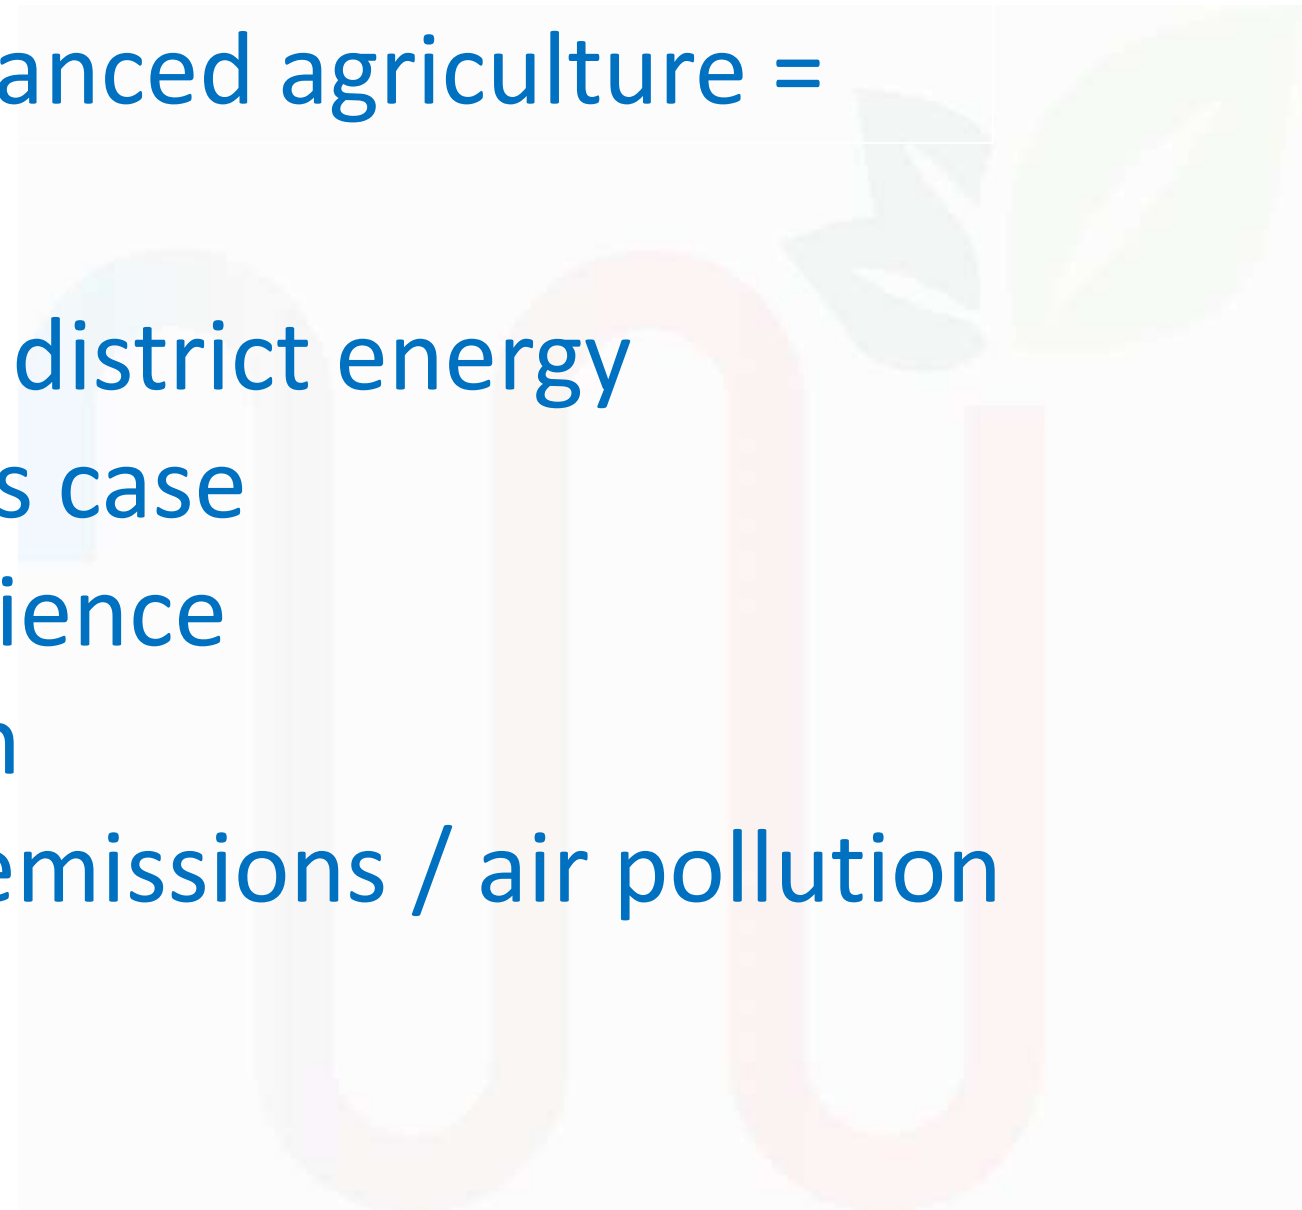 anced agriculture =
district energy
s case
ience
n
emissions / air pollution